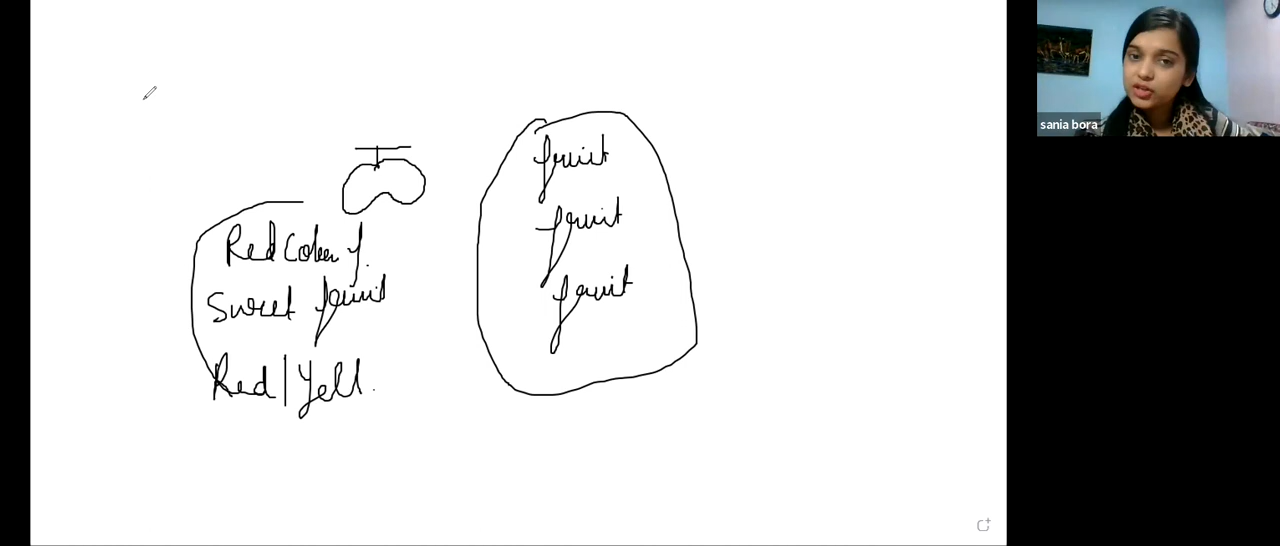 fruit
fruit
fruit
Red Color f.
Sweet fruit
Red | Yell.
sania bora